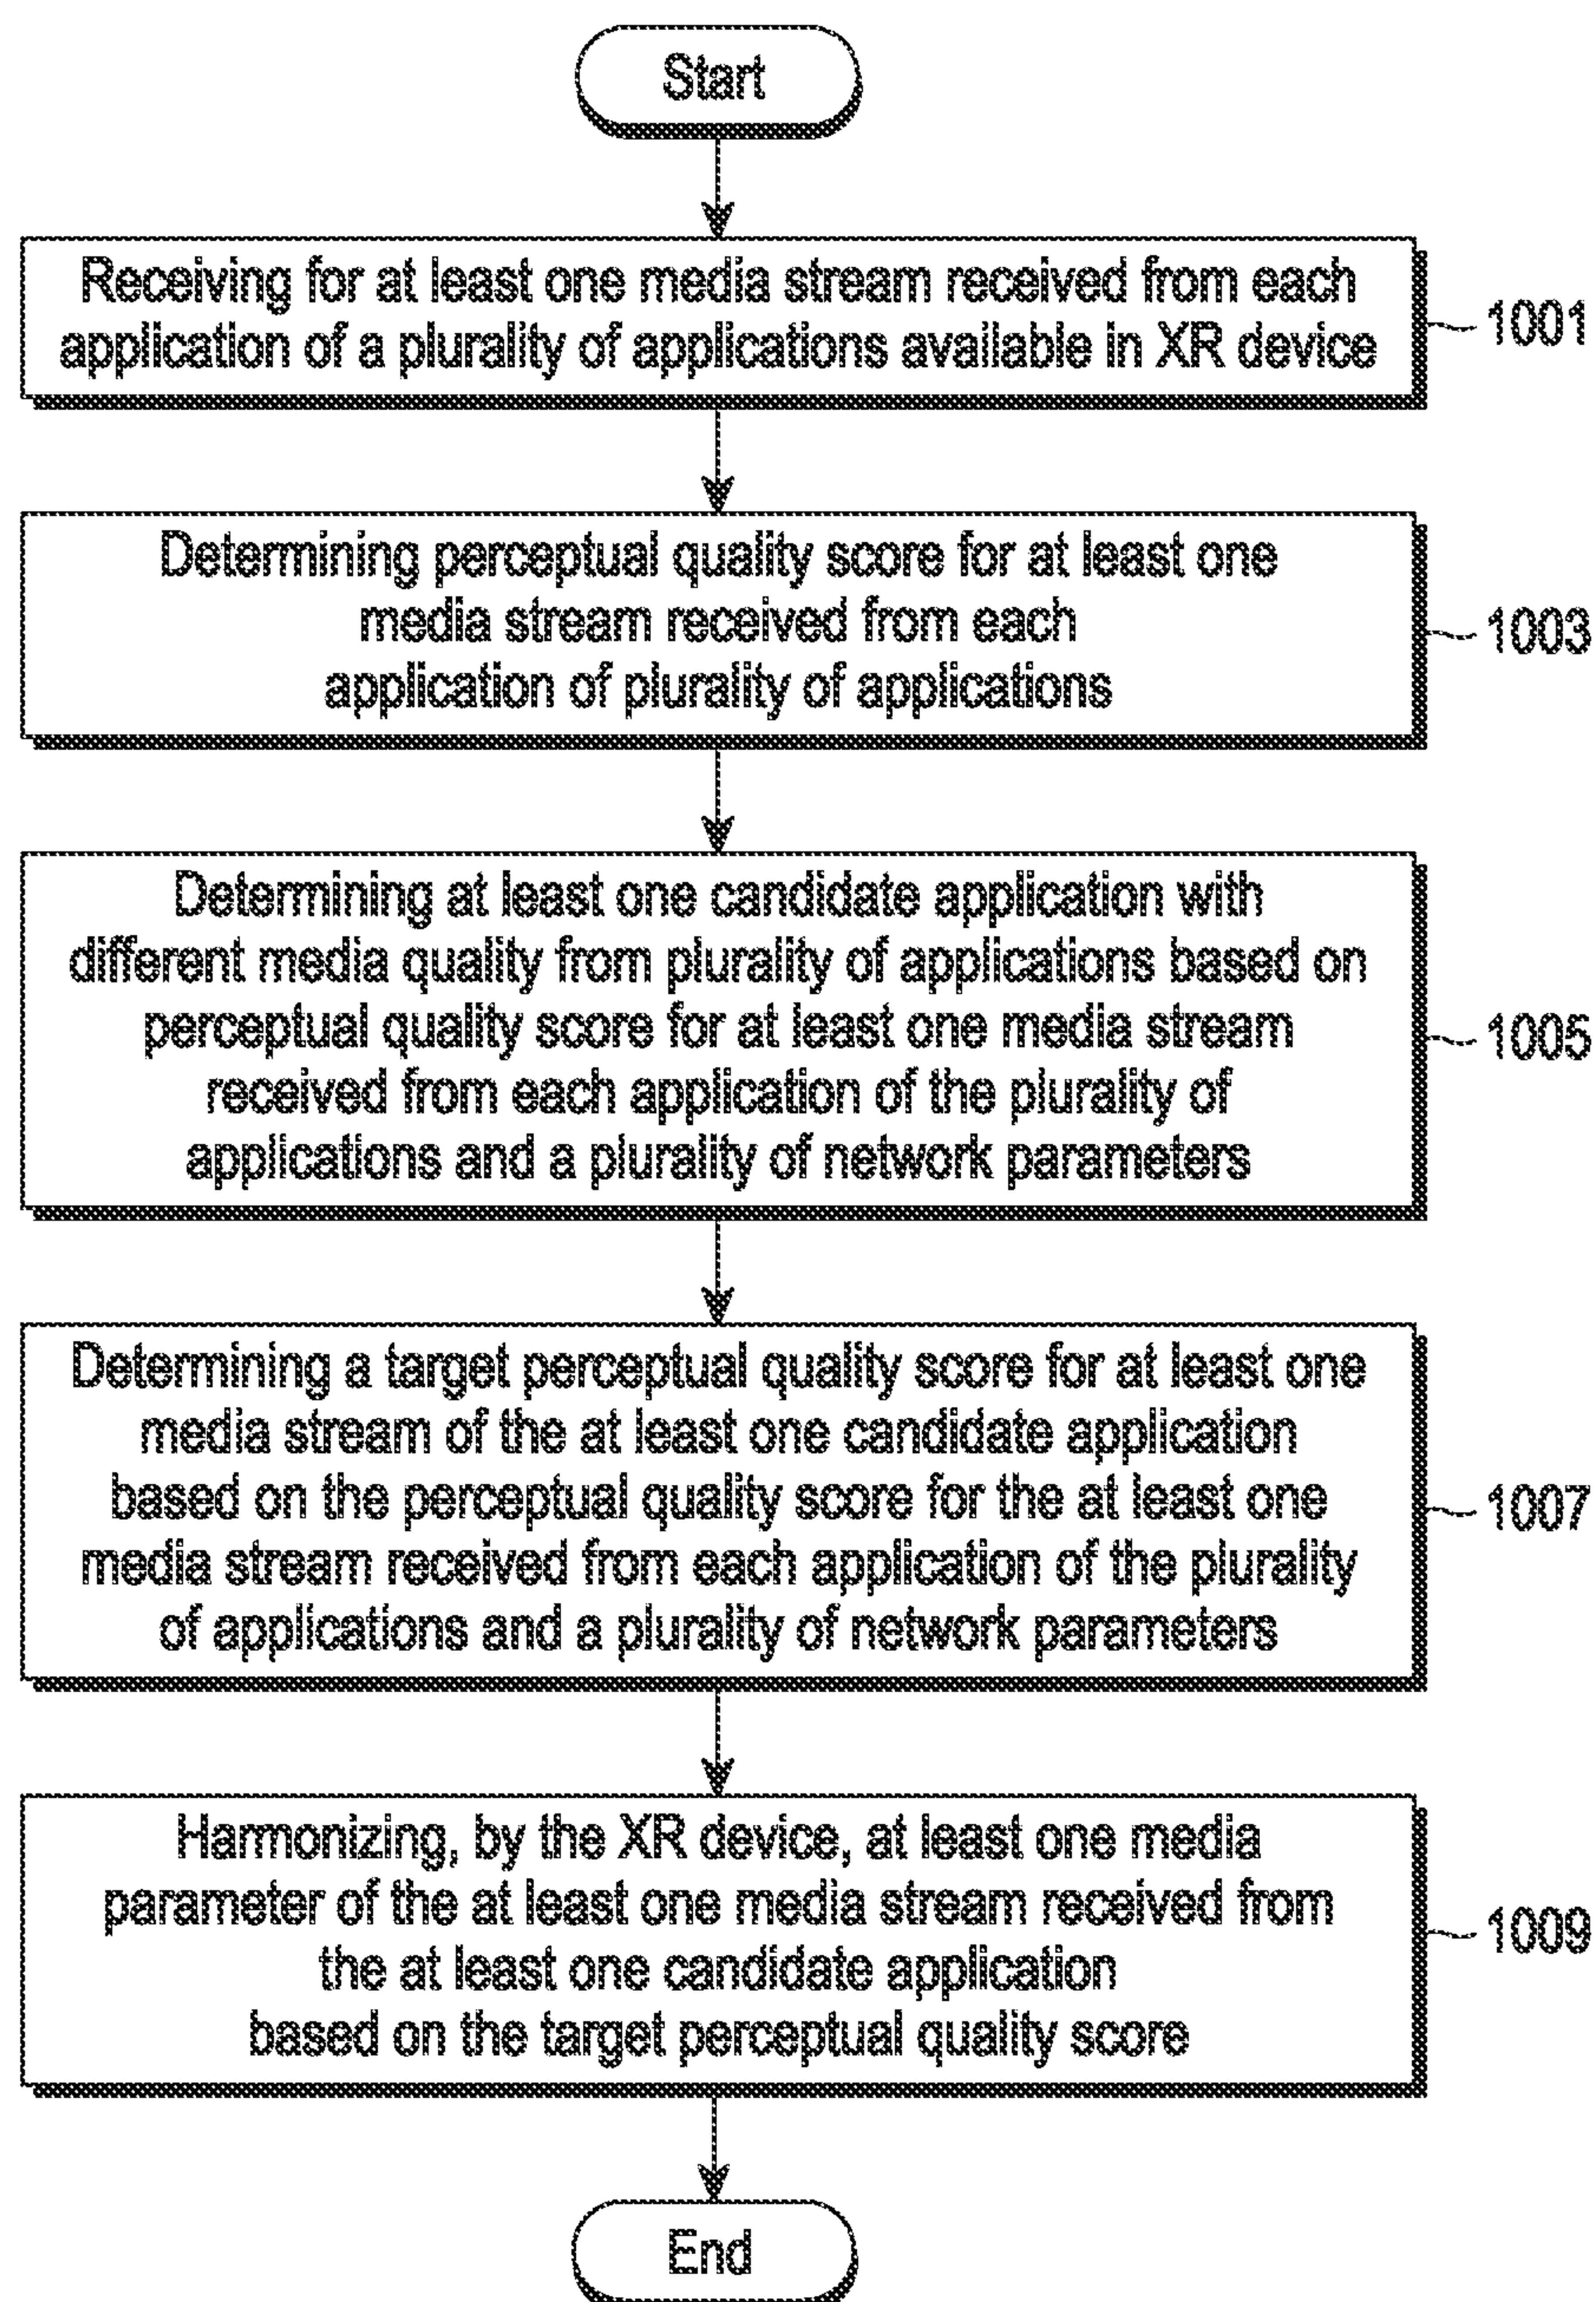 Start
Receiving for at least one media stream received from each
application of a plurality of applications available in XR device
1001
Determining perceptual quality score for at least one
media stream received from each
application of plurality of applications
1003
Determining at least one candidate application with
different media quality from plurality of applications based on
perceptual quality score for at least one media stream
received from each application of the plurality of
applications and a plurality of network parameters
1005
Determining a target perceptual quality score for at least one
media stream of the at least one candidate application
based on the perceptual quality score for the at least one
media stream received from each application of the plurality
of applications and a plurality of network parameters
1007
Harmonizing, by the XR device, at least one media
parameter of the at least one media stream received from
the at least one candidate application
based on the target perceptual quality score
1009
End